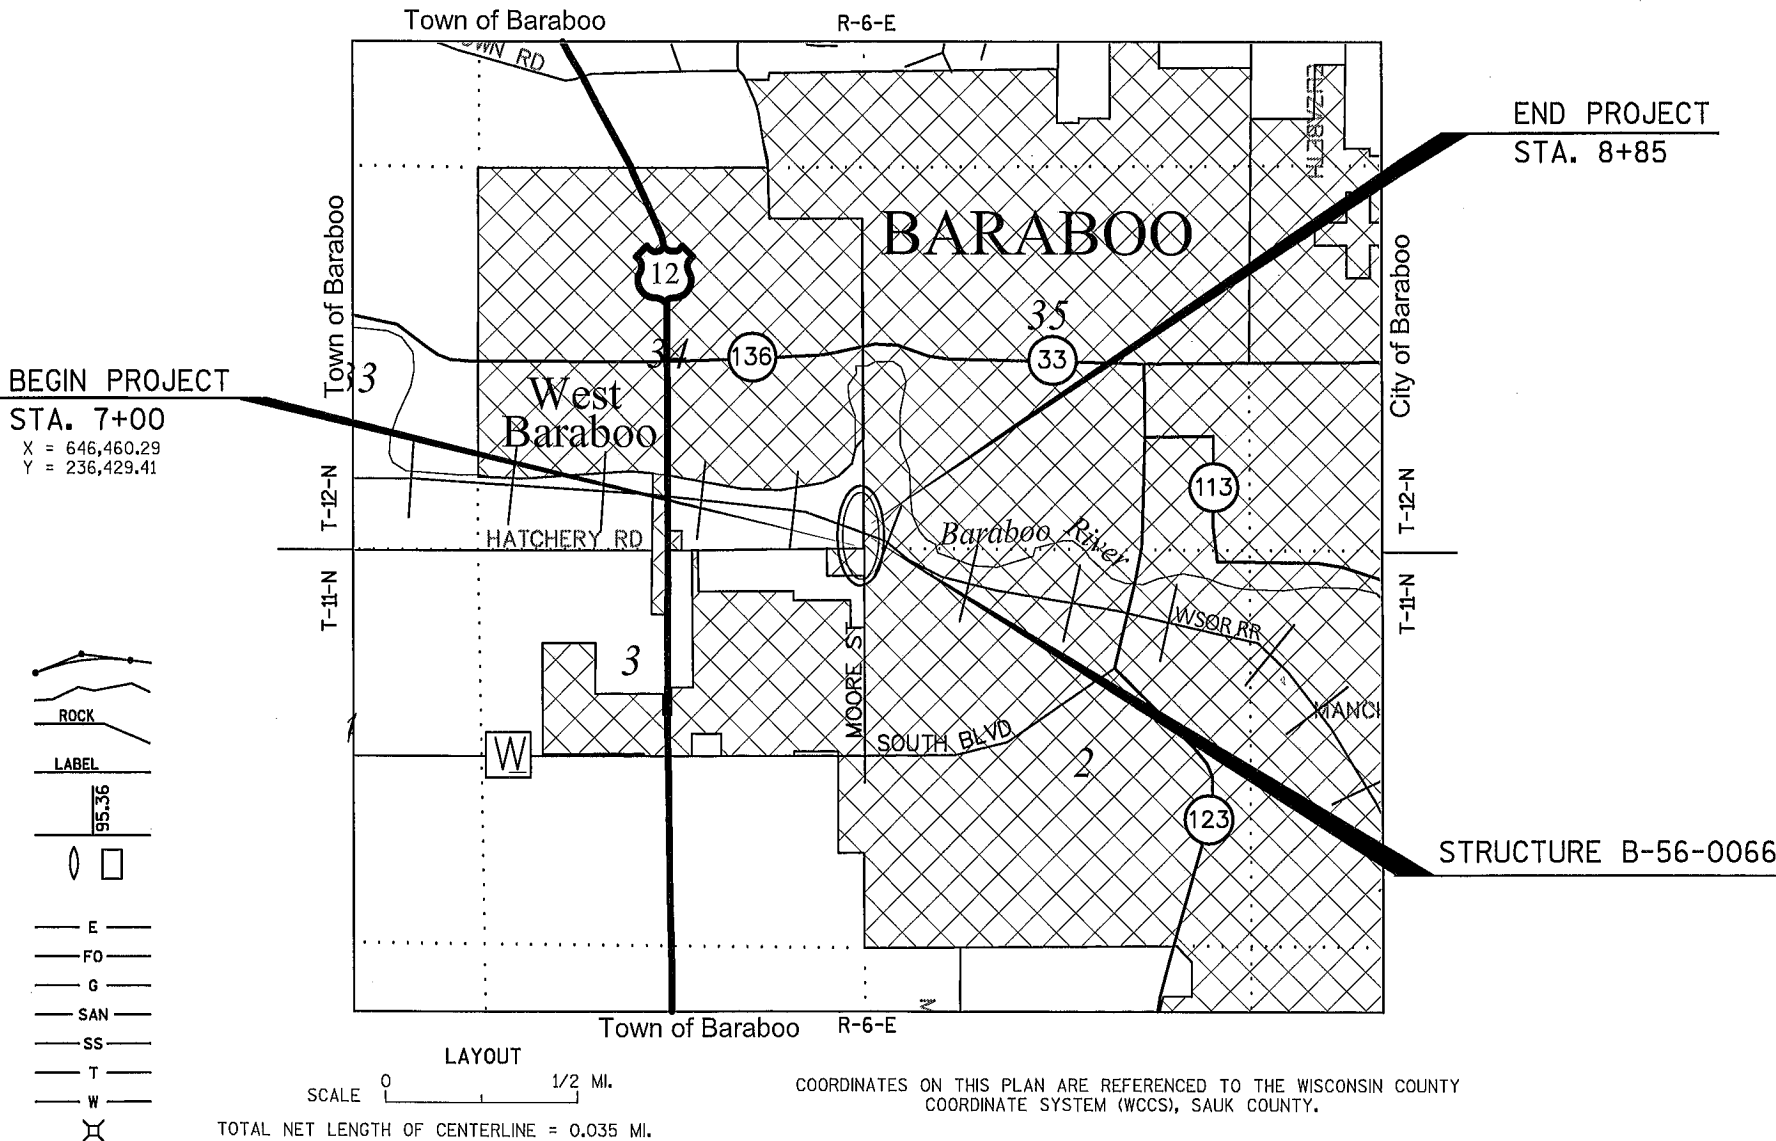 Town of Baraboo
R-6-E
RD
ELIZABETH
END PROJECT
STA. 8+85
BARABOO
Town of Baraboo
City of Baraboo
12
35
34
136
33
3
BEGIN PROJECT
STA. 7+00
X = 646,460.29
Y = 236,429.41
West
Baraboo
113
T-12-N
T-12-N
HATCHERY RD
Baraboo River
T-11-N
T-11-N
WSOR RR
3
MOORE ST
ROCK
MANCH
SOUTH BLVD
W
2
LABEL
95.36
123
STRUCTURE B-56-0066
E
FO
G
SAN
SS
T
W
Town of Baraboo
R-6-E
LAYOUT
SCALE 0 1/2 MI.
TOTAL NET LENGTH OF CENTERLINE = 0.035 MI.
COORDINATES ON THIS PLAN ARE REFERENCED TO THE WISCONSIN COUNTY
COORDINATE SYSTEM (WCCS), SAUK COUNTY.